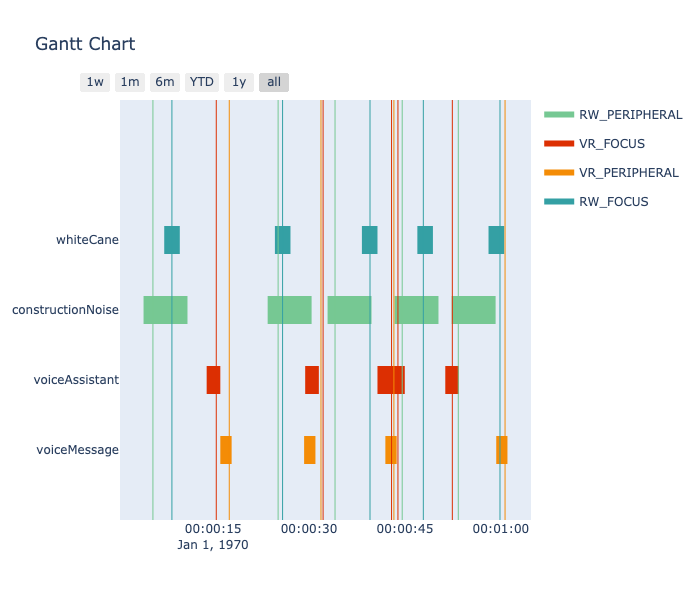 Gantt Chart
1w 1m 6m YTD 1y all
RW_PERIPHERAL
VR_FOCUS
VR_PERIPHERAL
RW_FOCUS
whiteCane
constructionNoise
voiceAssistant
voiceMessage
00:00:15 00:00:30 00:00:45 00:01:00
Jan 1, 1970